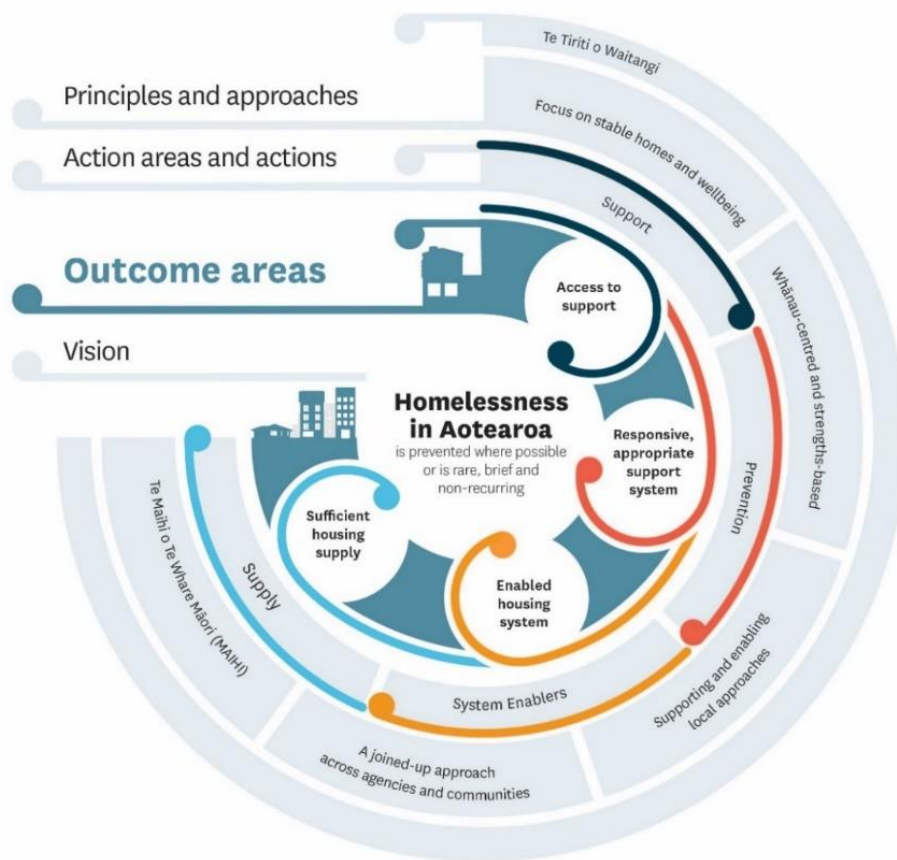 Te Tiriti o Waitangi
Principles and approaches
Focus on stable homes and wellbeing
Action areas and actions
Support
Outcome areas
Access to
support
Whānau-centred and strengths-based
Vision
Homelessness
in Aotearoa
is prevented where possible
or is rare, brief and
non-recurring
Responsive,
appropriate
support
system
Prevention
Sufficient
housing
supply
Enabled
housing
system
Supply
Te Maihi o Te Whare Māori (MAIHI)
System Enablers
Supporting and enabling
local approaches
A joined-up approach
across agencies and communities